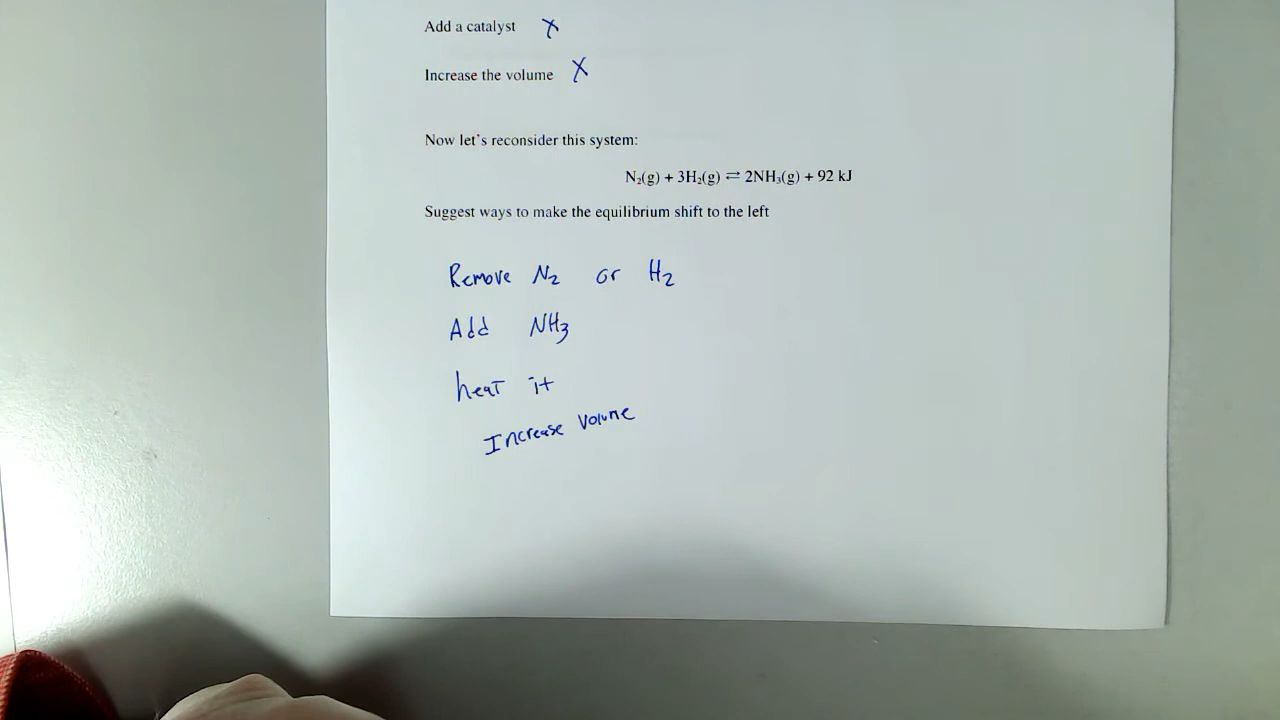 Add a catalyst X
Increase the volume X
Now let's reconsider this system:
N₂(g) + 3H₂(g) ⇌ 2NH₃(g) + 92 kJ
Suggest ways to make the equilibrium shift to the left
Remove N₂ or H₂
Add NH₃
heat it
Increase Volume